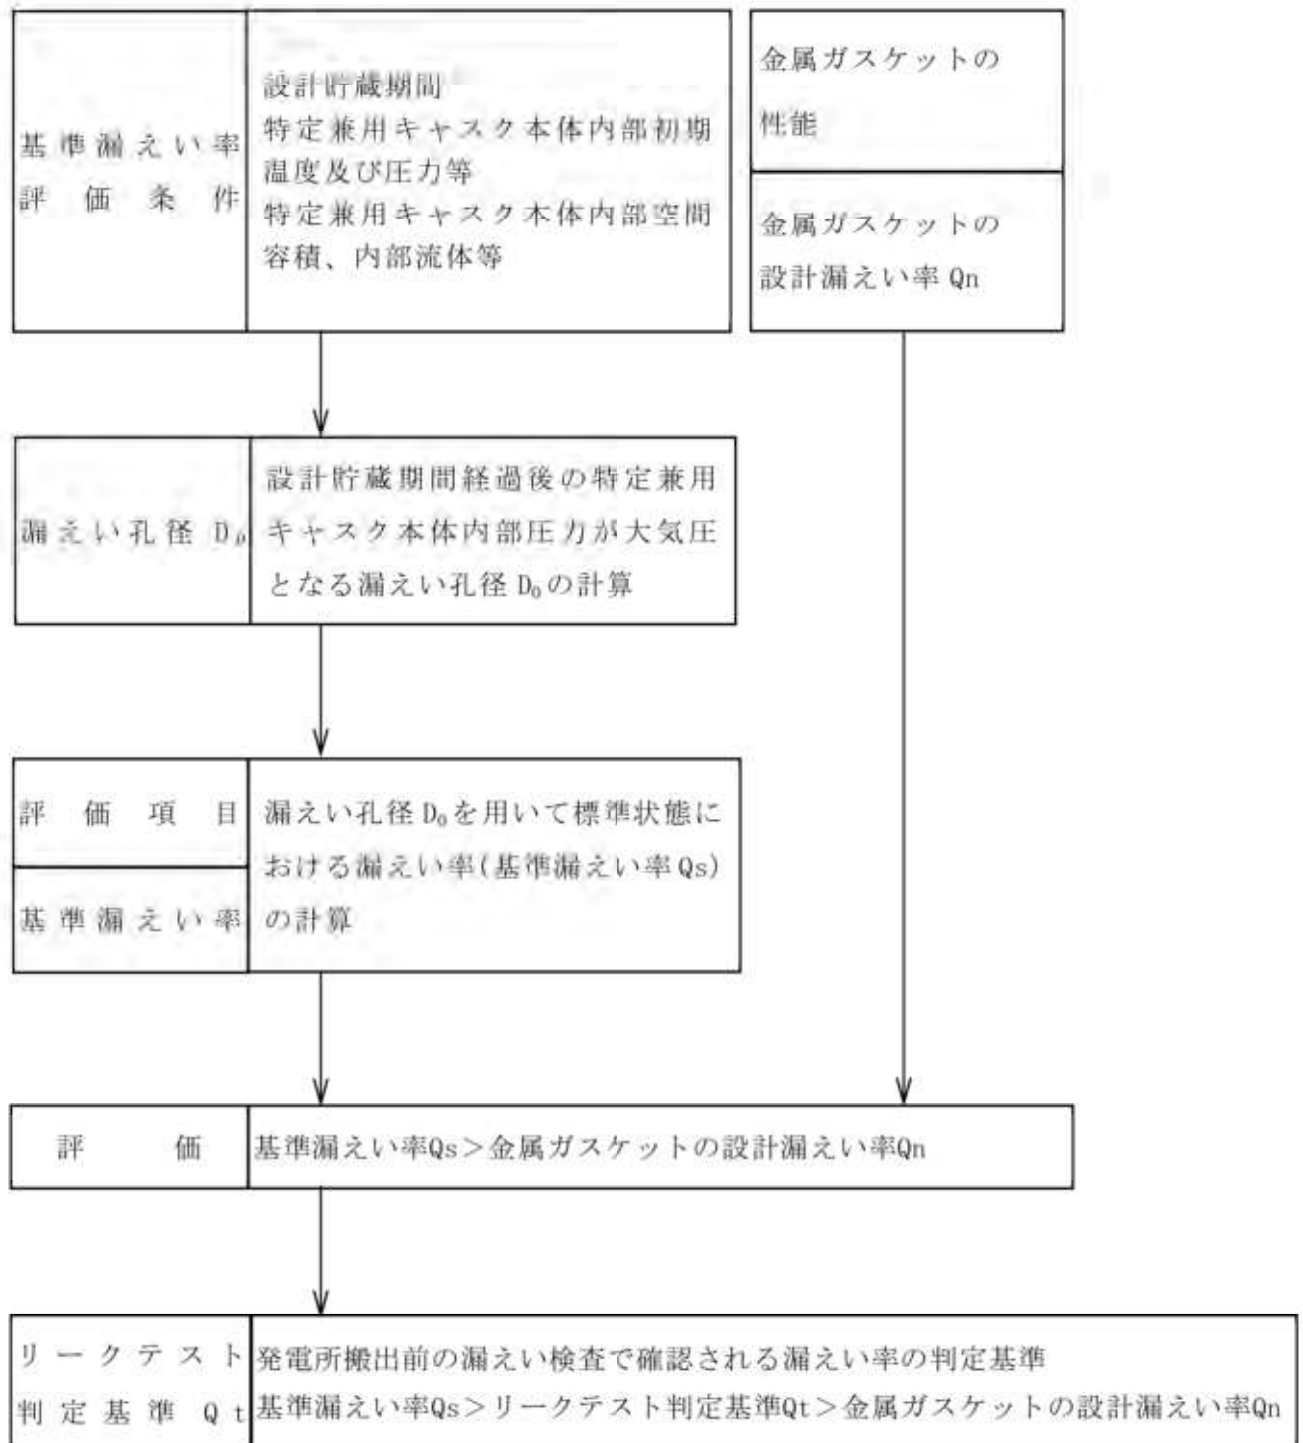 基準漏えい率
評価条件
設計貯蔵期間
特定兼用キャスク本体内部初期
温度及び圧力等
特定兼用キャスク本体内部空間
容積、内部流体等
金属ガスケットの
性能
金属ガスケットの
設計漏えい率 Qn
漏えい孔径 D₀
設計貯蔵期間経過後の特定兼用
キャスク本体内部圧力が大気圧
となる漏えい孔径 D₀の計算
評価項目
基準漏えい率
漏えい孔径 D₀を用いて標準状態に
おける漏えい率(基準漏えい率 Qs)
の計算
評価
基準漏えい率Qs＞金属ガスケットの設計漏えい率Qn
リークテスト
判定基準 Qt
発電所搬出前の漏えい検査で確認される漏えい率の判定基準
基準漏えい率Qs＞リークテスト判定基準Qt＞金属ガスケットの設計漏えい率Qn